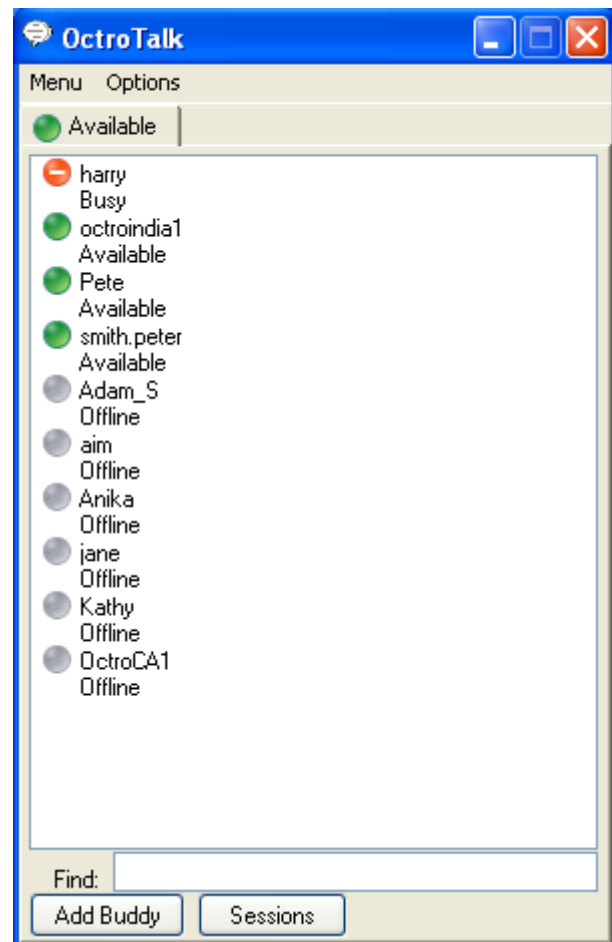 OctroTalk
Menu Options
Available
harry
Busy
octroindia1
Available
Pete
Available
smith.peter
Available
Adam_S
Offline
aim
Offline
Anika
Offline
jane
Offline
Kathy
Offline
OctroCA1
Offline
Find:
Add Buddy Sessions